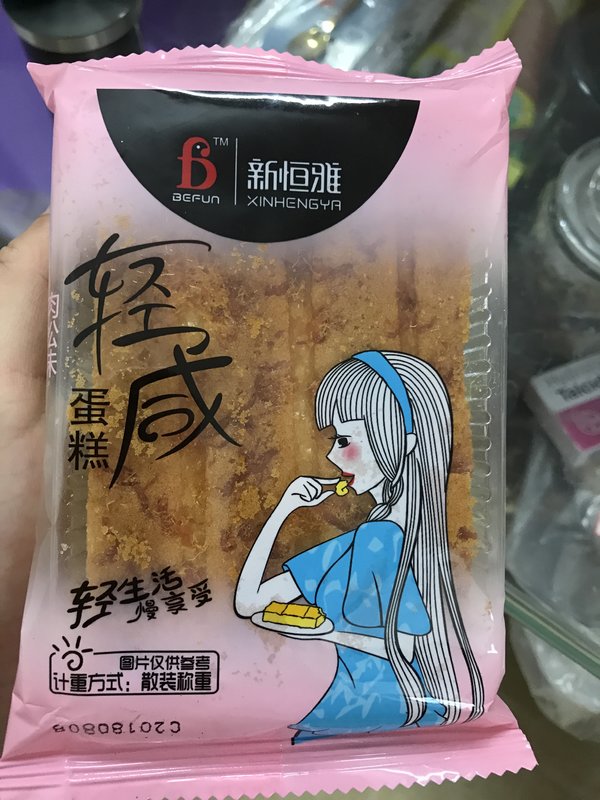 TM
BEFUN
新恒雅
XINHENGYA
轻咸
蛋糕
肉松味
轻生活
慢享受
图片仅供参考
计重方式：散装称重
C20180808